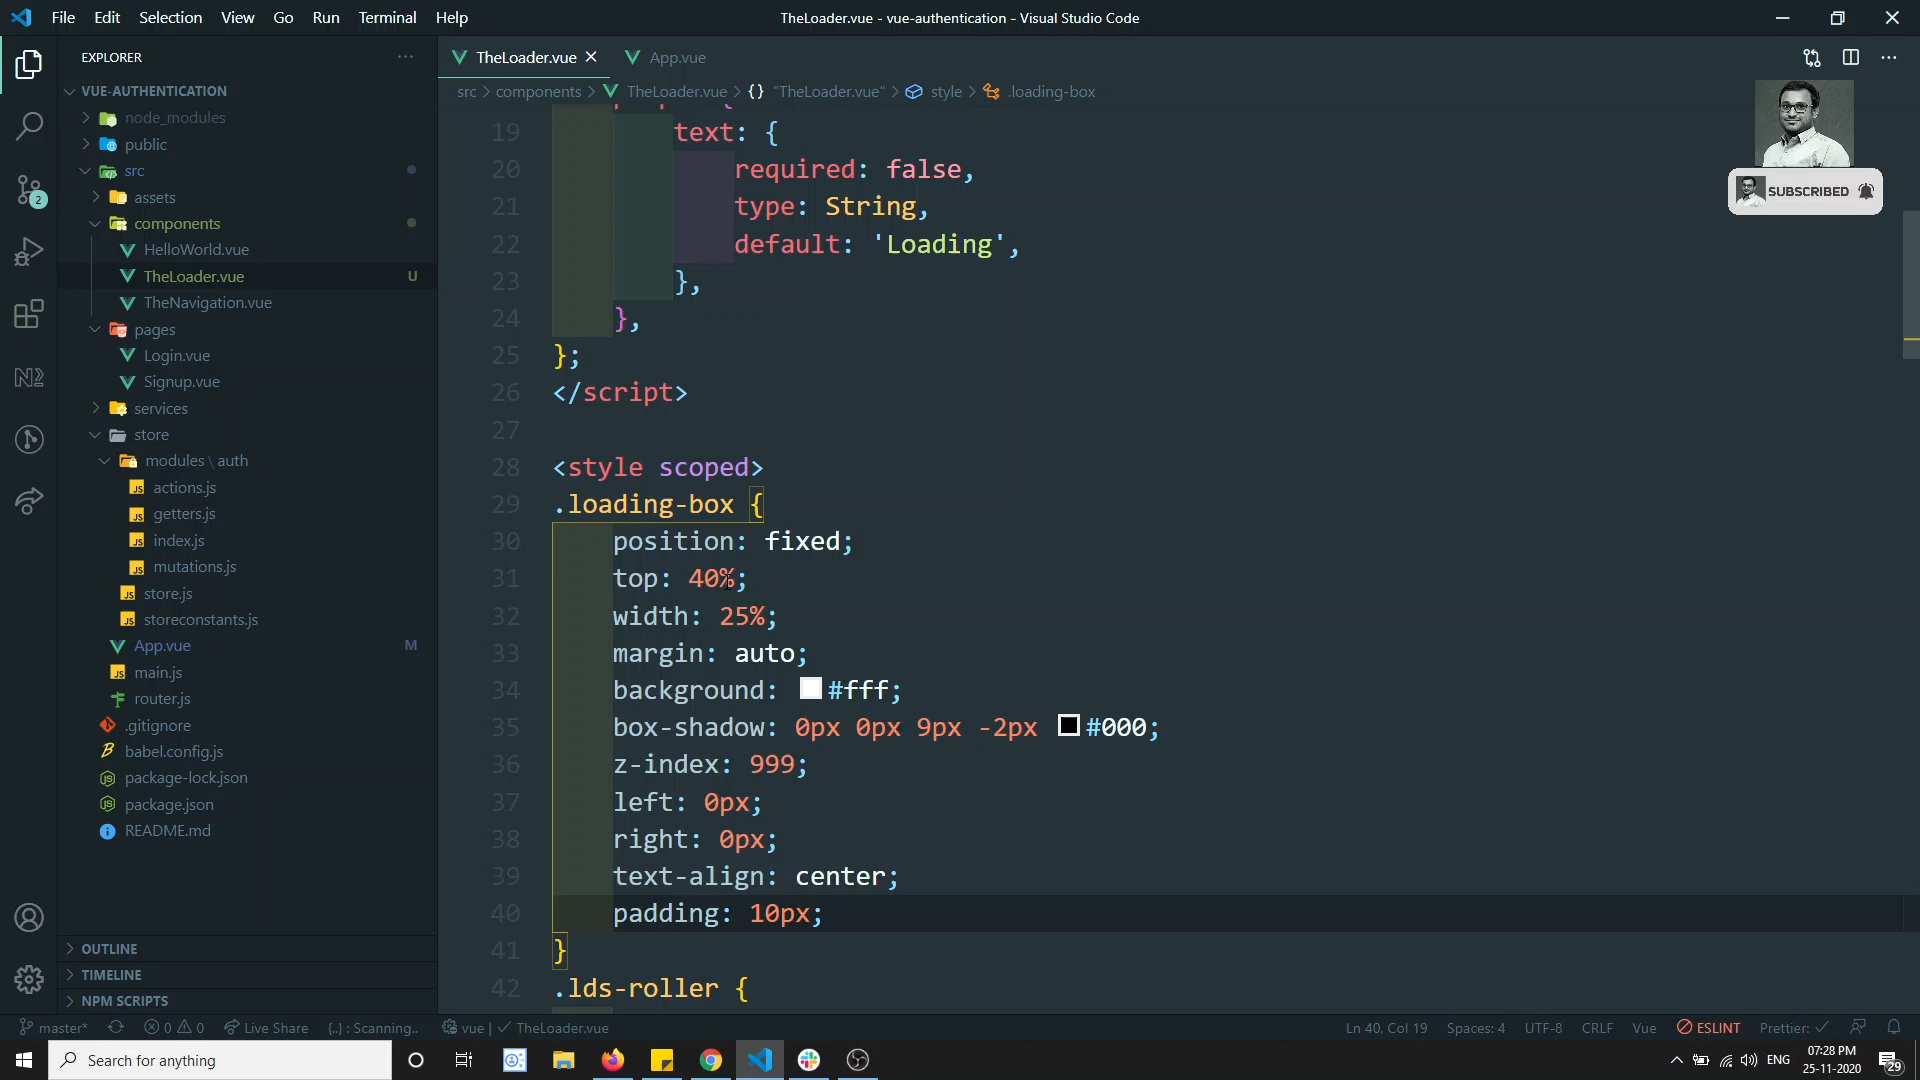 File Edit Selection View Go Run Terminal Help
TheLoader.vue - vue-authentication - Visual Studio Code
EXPLORER
VUE-AUTHENTICATION
node_modules
public
src
assets
components
HelloWorld.vue
TheLoader.vue U
TheNavigation.vue
pages
Login.vue
Signup.vue
services
store
modules \ auth
actions.js
getters.js
index.js
mutations.js
store.js
storeconstants.js
App.vue M
main.js
router.js
.gitignore
babel.config.js
package-lock.json
package.json
README.md
OUTLINE
TIMELINE
NPM SCRIPTS
2
TheLoader.vue App.vue
src > components > TheLoader.vue > {} "TheLoader.vue" > style > .loading-box
SUBSCRIBED
19 text: {
20 required: false,
21 type: String,
22 default: 'Loading',
23 },
24 },
25 };
26 </script>
27
28 <style scoped>
29 .loading-box {
30 position: fixed;
31 top: 40%;
32 width: 25%;
33 margin: auto;
34 background: #fff;
35 box-shadow: 0px 0px 9px -2px #000;
36 z-index: 999;
37 left: 0px;
38 right: 0px;
39 text-align: center;
40 padding: 10px;
41 }
42 .lds-roller {
master* 0 0 Live Share {..} : Scanning.. vue | ✓ TheLoader.vue Ln 40, Col 19 Spaces: 4 UTF-8 CRLF Vue ESLINT Prettier: ✓
Search for anything
ENG
07:28 PM
25-11-2020
29